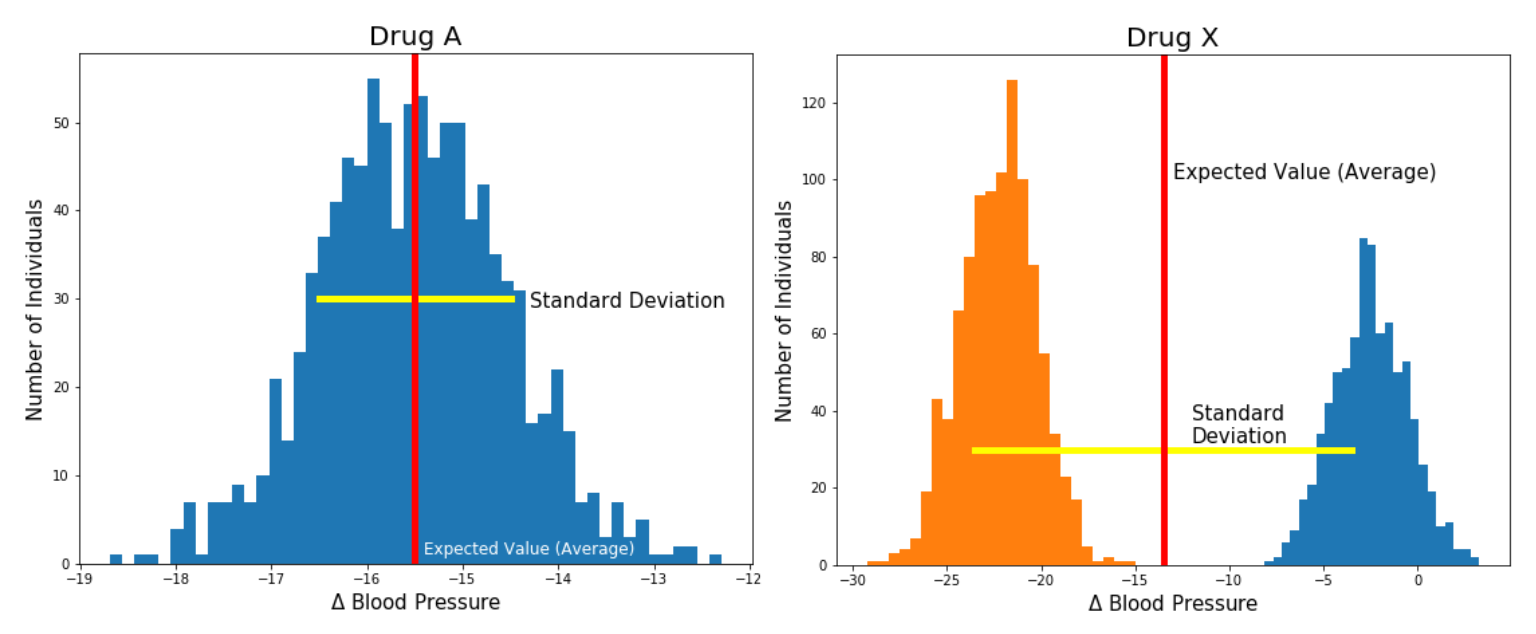 Drug A
Number of Individuals
50
40
30
20
10
0
Standard Deviation
Expected Value (Average)
−19 −18 −17 −16 −15 −14 −13 −12
Δ Blood Pressure
Drug X
Number of Individuals
120
100
80
60
40
20
0
Expected Value (Average)
Standard
Deviation
−30 −25 −20 −15 −10 −5 0
Δ Blood Pressure